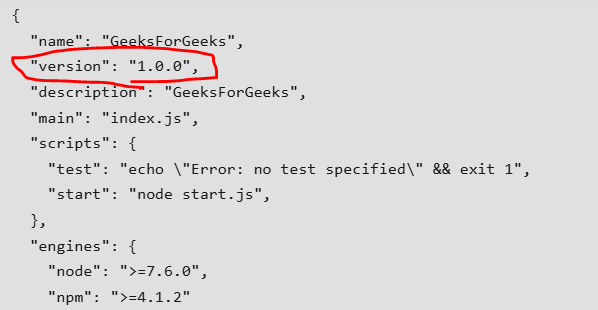 {
"name": "GeeksForGeeks",
"version": "1.0.0",
"description": "GeeksForGeeks",
"main": "index.js",
"scripts": {
"test": "echo \"Error: no test specified\" && exit 1",
"start": "node start.js",
},
"engines": {
"node": ">=7.6.0",
"npm": ">=4.1.2"